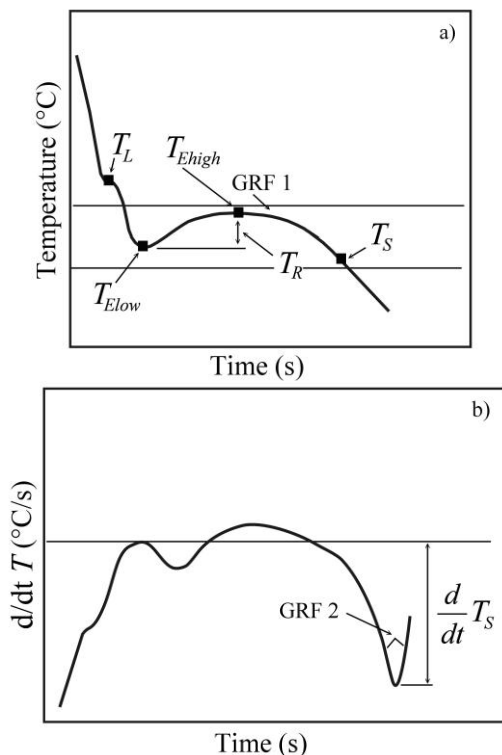 a)
Temperature (°C)
T_L
T_Ehigh
GRF 1
T_S
T_R
T_Elow
Time (s)
b)
d/dt T (°C/s)
GRF 2
d/dt T_S
Time (s)